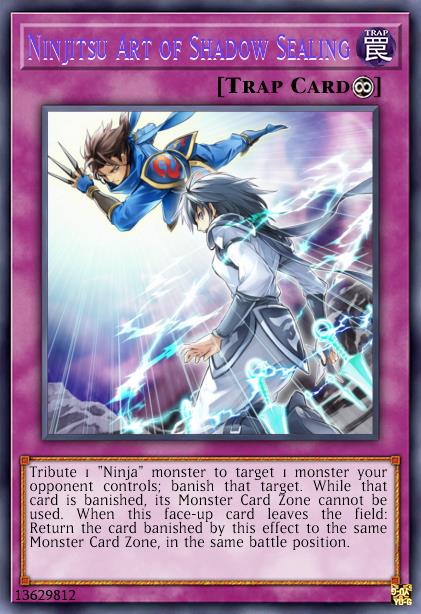 Ninjitsu Art of Shadow Sealing
TRAP
罠
[Trap Card]
Tribute 1 "Ninja" monster to target 1 monster your
opponent controls; banish that target. While that
card is banished, its Monster Card Zone cannot be
used. When this face-up card leaves the field:
Return the card banished by this effect to the same
Monster Card Zone, in the same battle position.
13629812